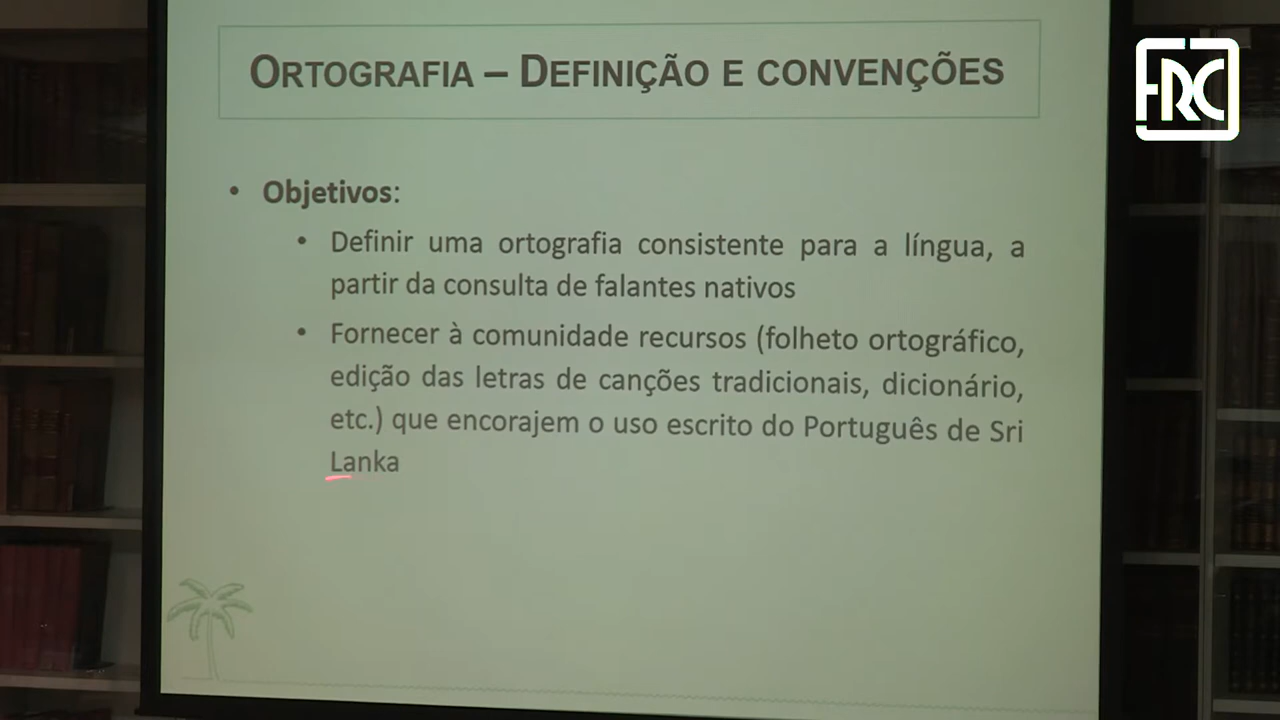 ORTOGRAFIA – DEFINIÇÃO E CONVENÇÕES
FRC
• Objetivos:
• Definir uma ortografia consistente para a língua, a
partir da consulta de falantes nativos
• Fornecer à comunidade recursos (folheto ortográfico,
edição das letras de canções tradicionais, dicionário,
etc.) que encorajem o uso escrito do Português de Sri
Lanka